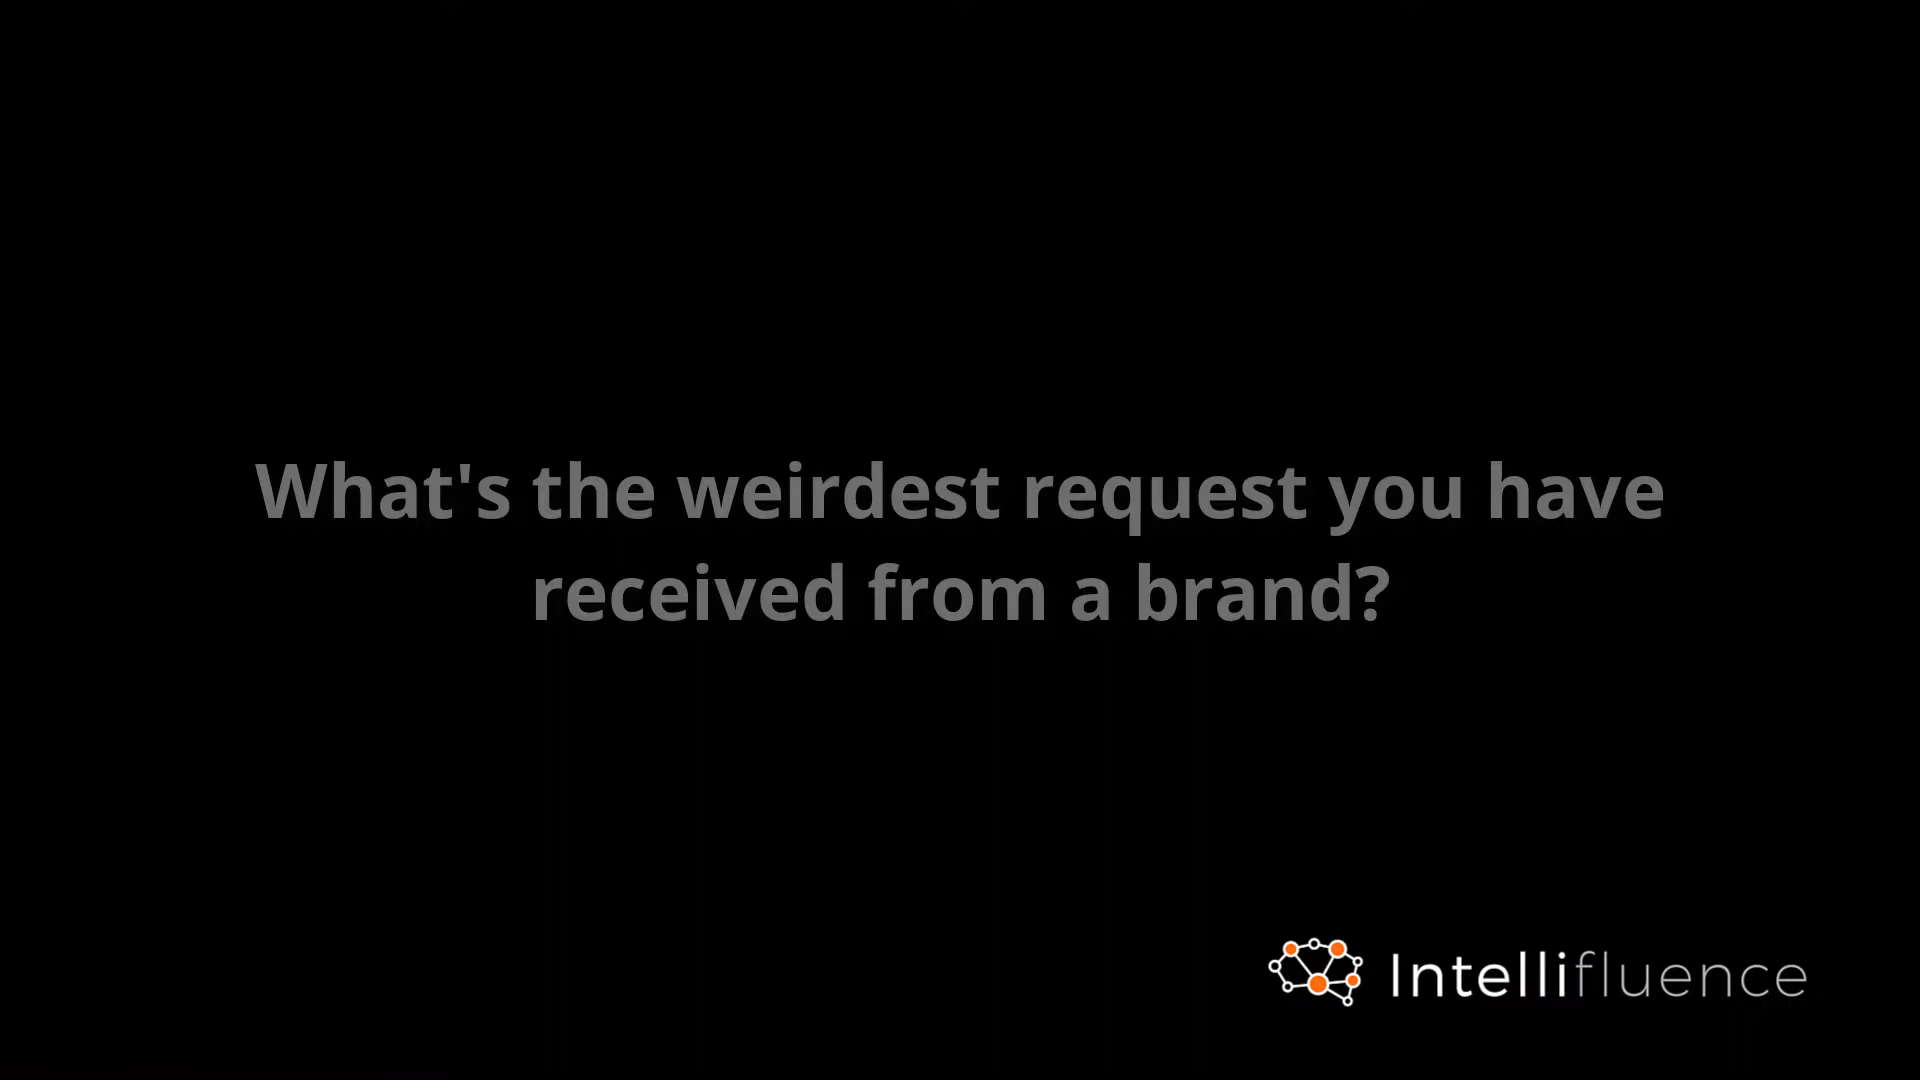 What's the weirdest request you have
received from a brand?
Intellifluence